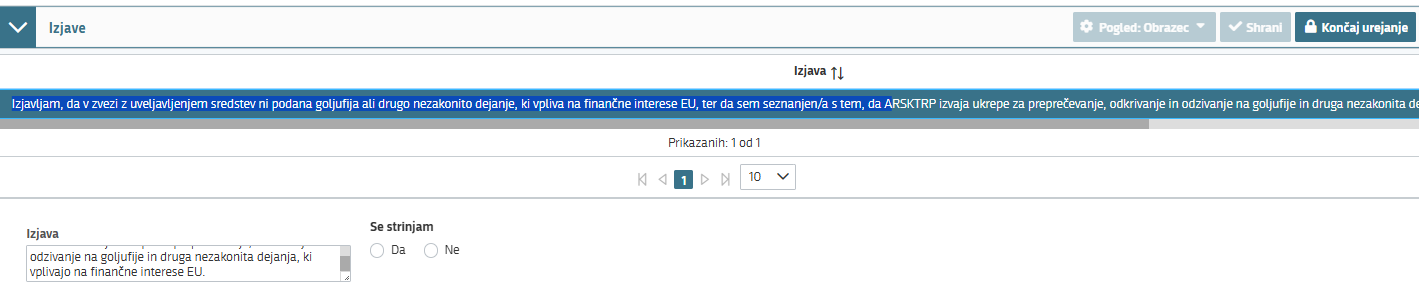 Izjave
Pogled: Obrazec
Shrani
Končaj urejanje
Izjava
Izjavljam, da v zvezi z uveljavljenjem sredstev ni podana goljufija ali drugo nezakonito dejanje, ki vpliva na finančne interese EU, ter da sem seznanjen/a s tem, da ARSKTRP izvaja ukrepe za preprečevanje, odkrivanje in odzivanje na goljufije in druga nezakonita de
Prikazanih: 1 od 1
1
10
Izjava
Se strinjam
Da
Ne
odzivanje na goljufije in druga nezakonita dejanja, ki
vplivajo na finančne interese EU.